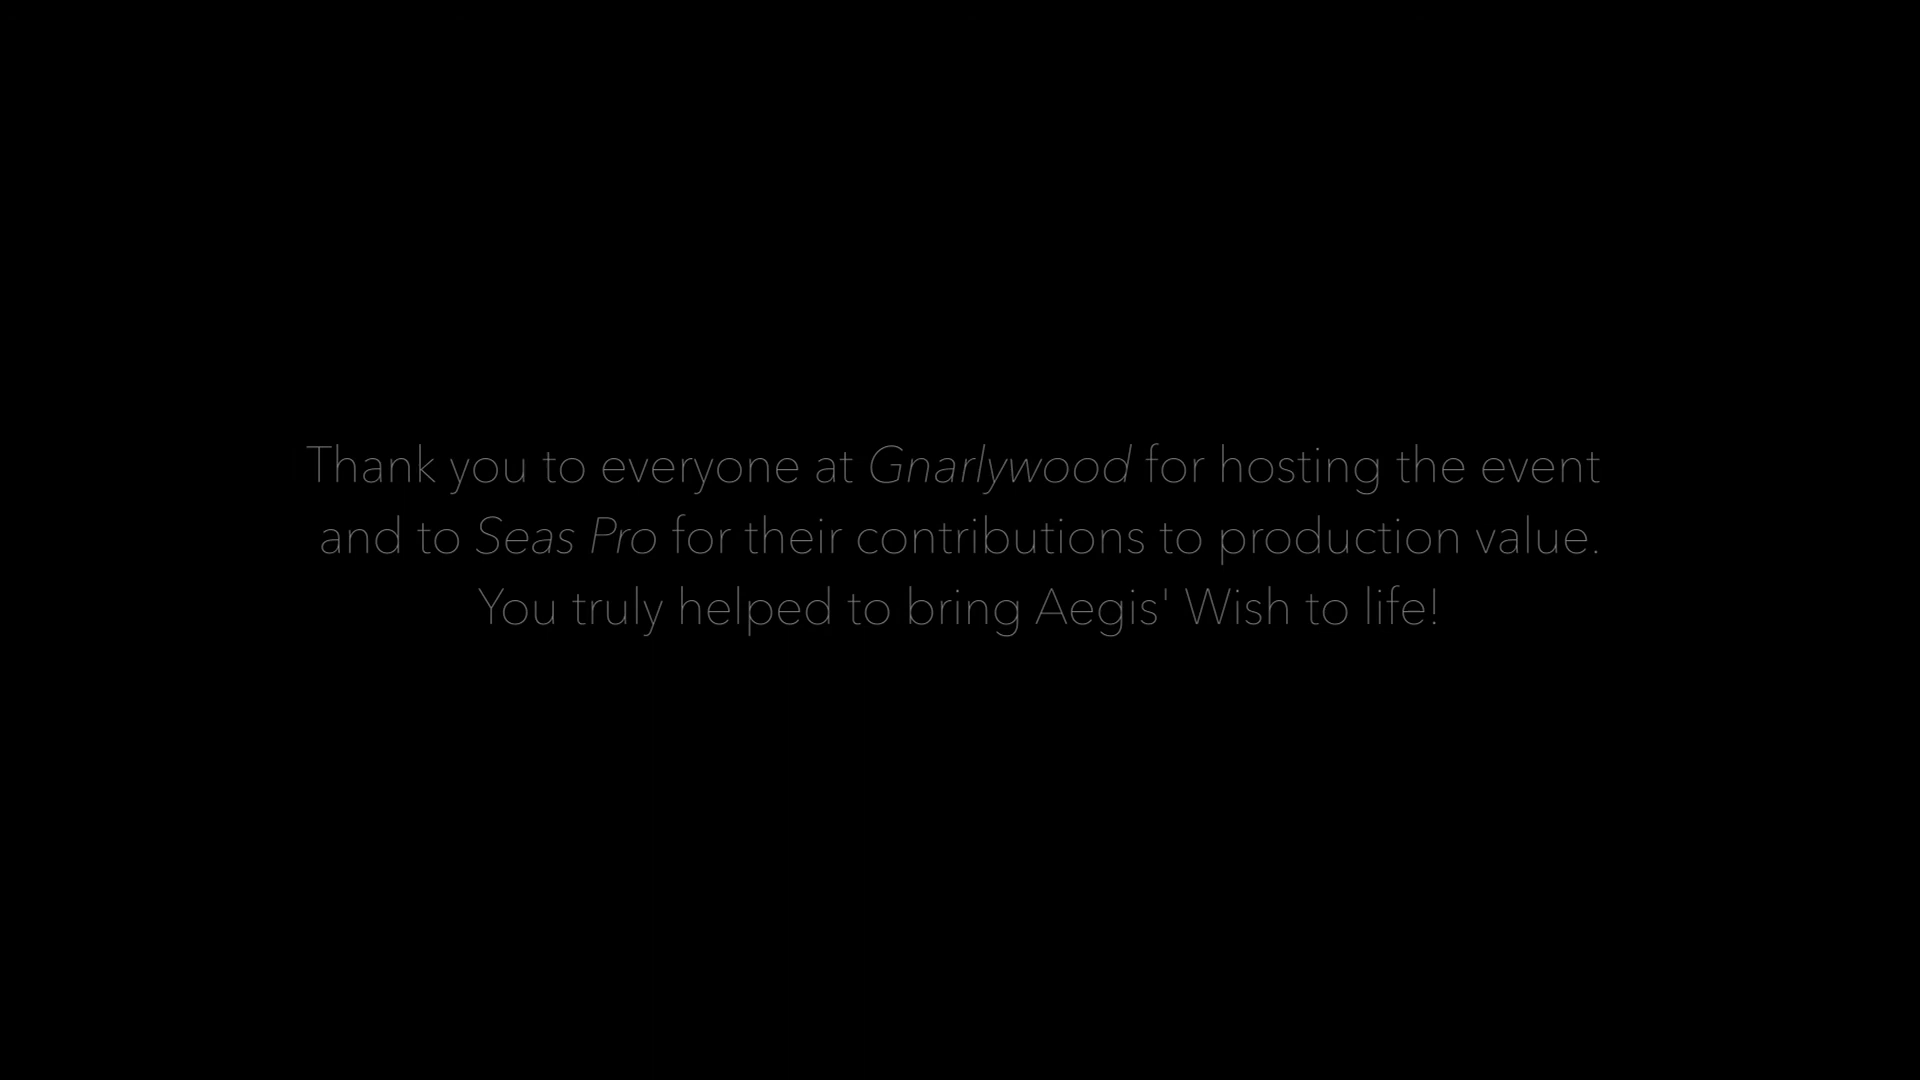 Thank you to everyone at Gnarlywood for hosting the event
and to Seas Pro for their contributions to production value.
You truly helped to bring Aegis' Wish to life!